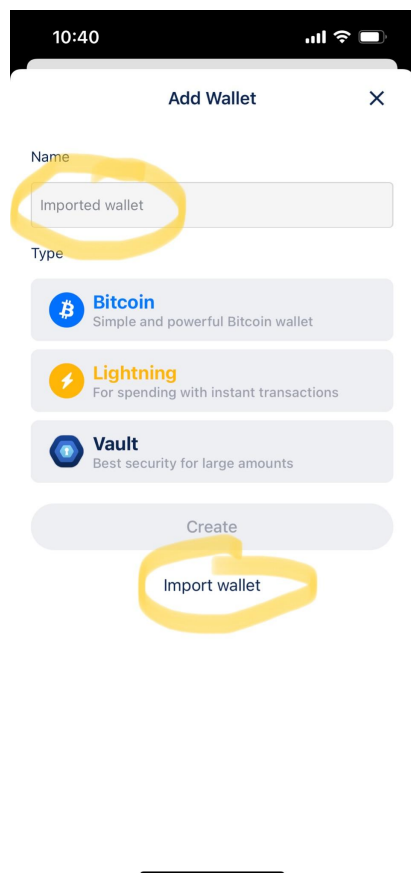 10:40
Add Wallet
Name
Imported wallet
Type
Bitcoin
Simple and powerful Bitcoin wallet
Lightning
For spending with instant transactions
Vault
Best security for large amounts
Create
Import wallet